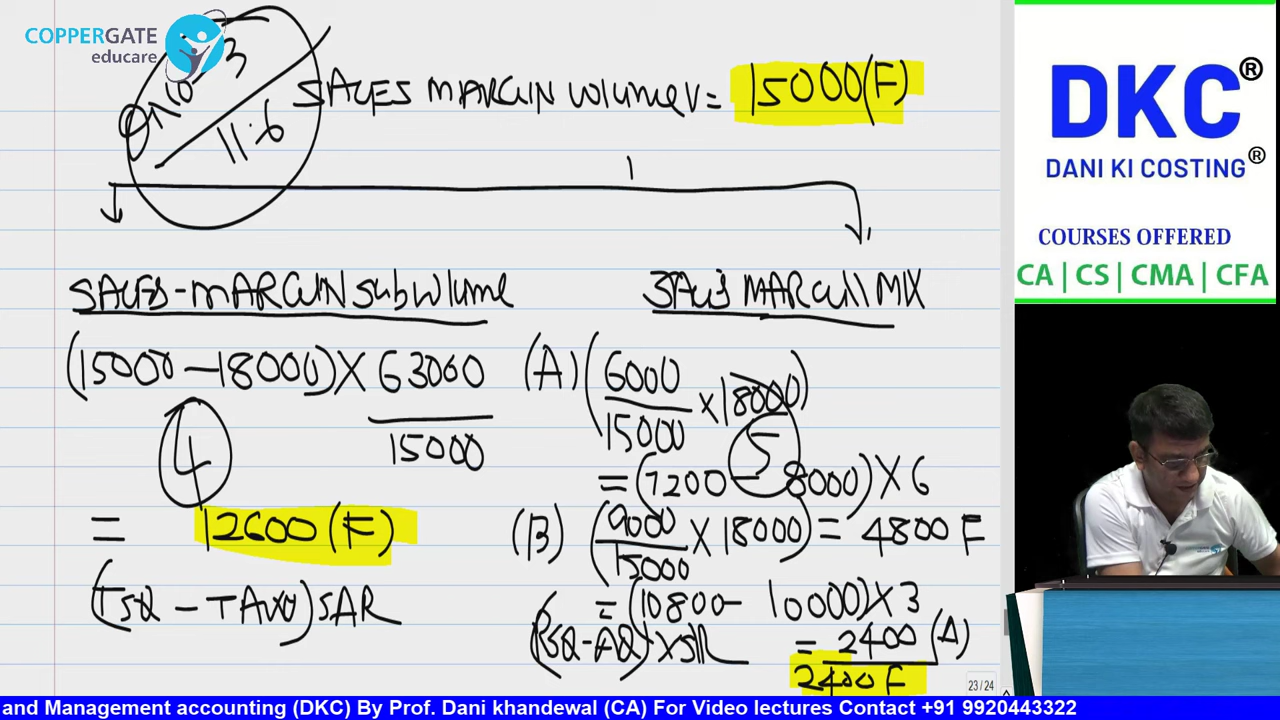 COPPERGATE
educare
3
11:6
SALES MARGIN Volume V = 15000(F)
SALES-MARGIN sub volume
(15000-18000) X 63000
15000
4
= 12600 (F)
(TSQ - TAQ) SAR
SALES MARGIN MIX
(A) (6000
15000 X 18000)
5
= (7200 - 8000) X 6
= 4800 F
(B) (9000
15000 X 18000)
= (10800 - 10000) X 3
= 2400 (A)
(RSQ-AQ) X SR
2400 F
23 / 24
DKC®
DANI KI COSTING®
COURSES OFFERED
CA | CS | CMA | CFA
and Management accounting (DKC) By Prof. Dani khandewal (CA) For Video lectures Contact +91 9920443322